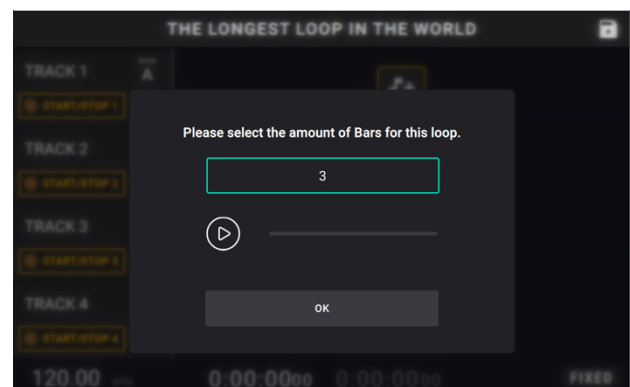 THE LONGEST LOOP IN THE WORLD
TRACK 1
A
START/STOP 1
Please select the amount of Bars for this loop.
TRACK 2
3
START/STOP 2
TRACK 3
START/STOP 3
TRACK 4
OK
START/STOP 4
120.00
0:00:0000
0:00:0000
FIXED